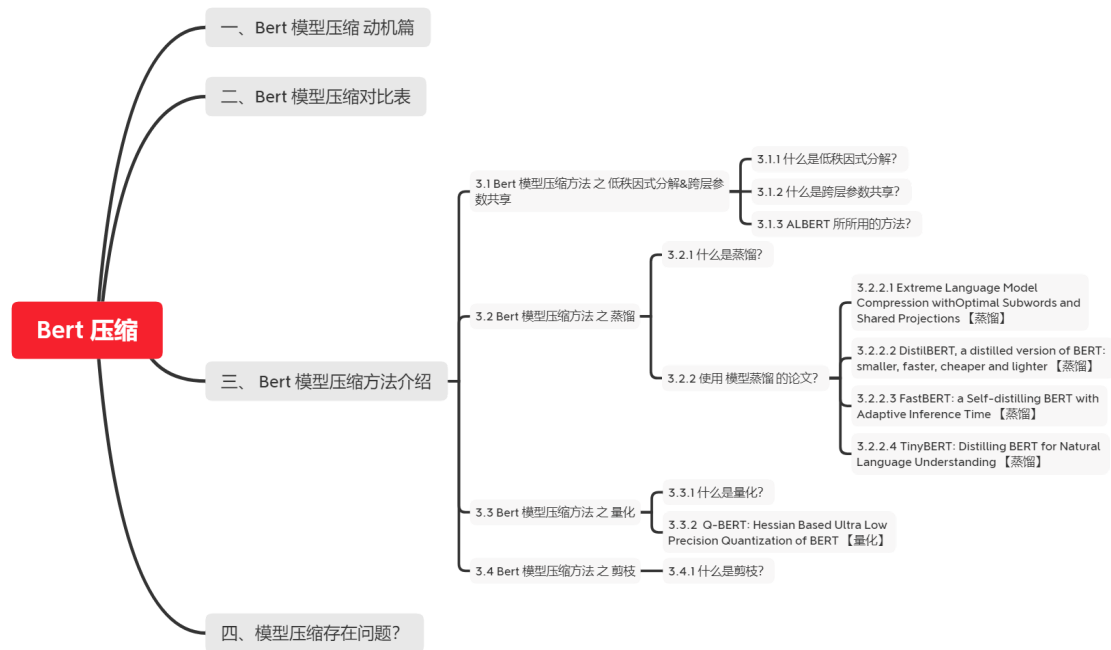 Bert 压缩
一、Bert 模型压缩 动机篇
二、Bert 模型压缩对比表
三、 Bert 模型压缩方法介绍
3.1 Bert 模型压缩方法 之 低秩因式分解&跨层参
数共享
3.1.1 什么是低秩因式分解?
3.1.2 什么是跨层参数共享?
3.1.3 ALBERT 所所用的方法?
3.2 Bert 模型压缩方法 之 蒸馏
3.2.1 什么是蒸馏?
3.2.2 使用 模型蒸馏 的论文?
3.2.2.1 Extreme Language Model
Compression withOptimal Subwords and
Shared Projections 【蒸馏】
3.2.2.2 DistilBERT, a distilled version of BERT:
smaller, faster, cheaper and lighter 【蒸馏】
3.2.2.3 FastBERT: a Self-distilling BERT with
Adaptive Inference Time 【蒸馏】
3.2.2.4 TinyBERT: Distilling BERT for Natural
Language Understanding 【蒸馏】
3.3 Bert 模型压缩方法 之 量化
3.3.1 什么是量化?
3.3.2 Q-BERT: Hessian Based Ultra Low
Precision Quantization of BERT 【量化】
3.4 Bert 模型压缩方法 之 剪枝
3.4.1 什么是剪枝?
四、模型压缩存在问题?